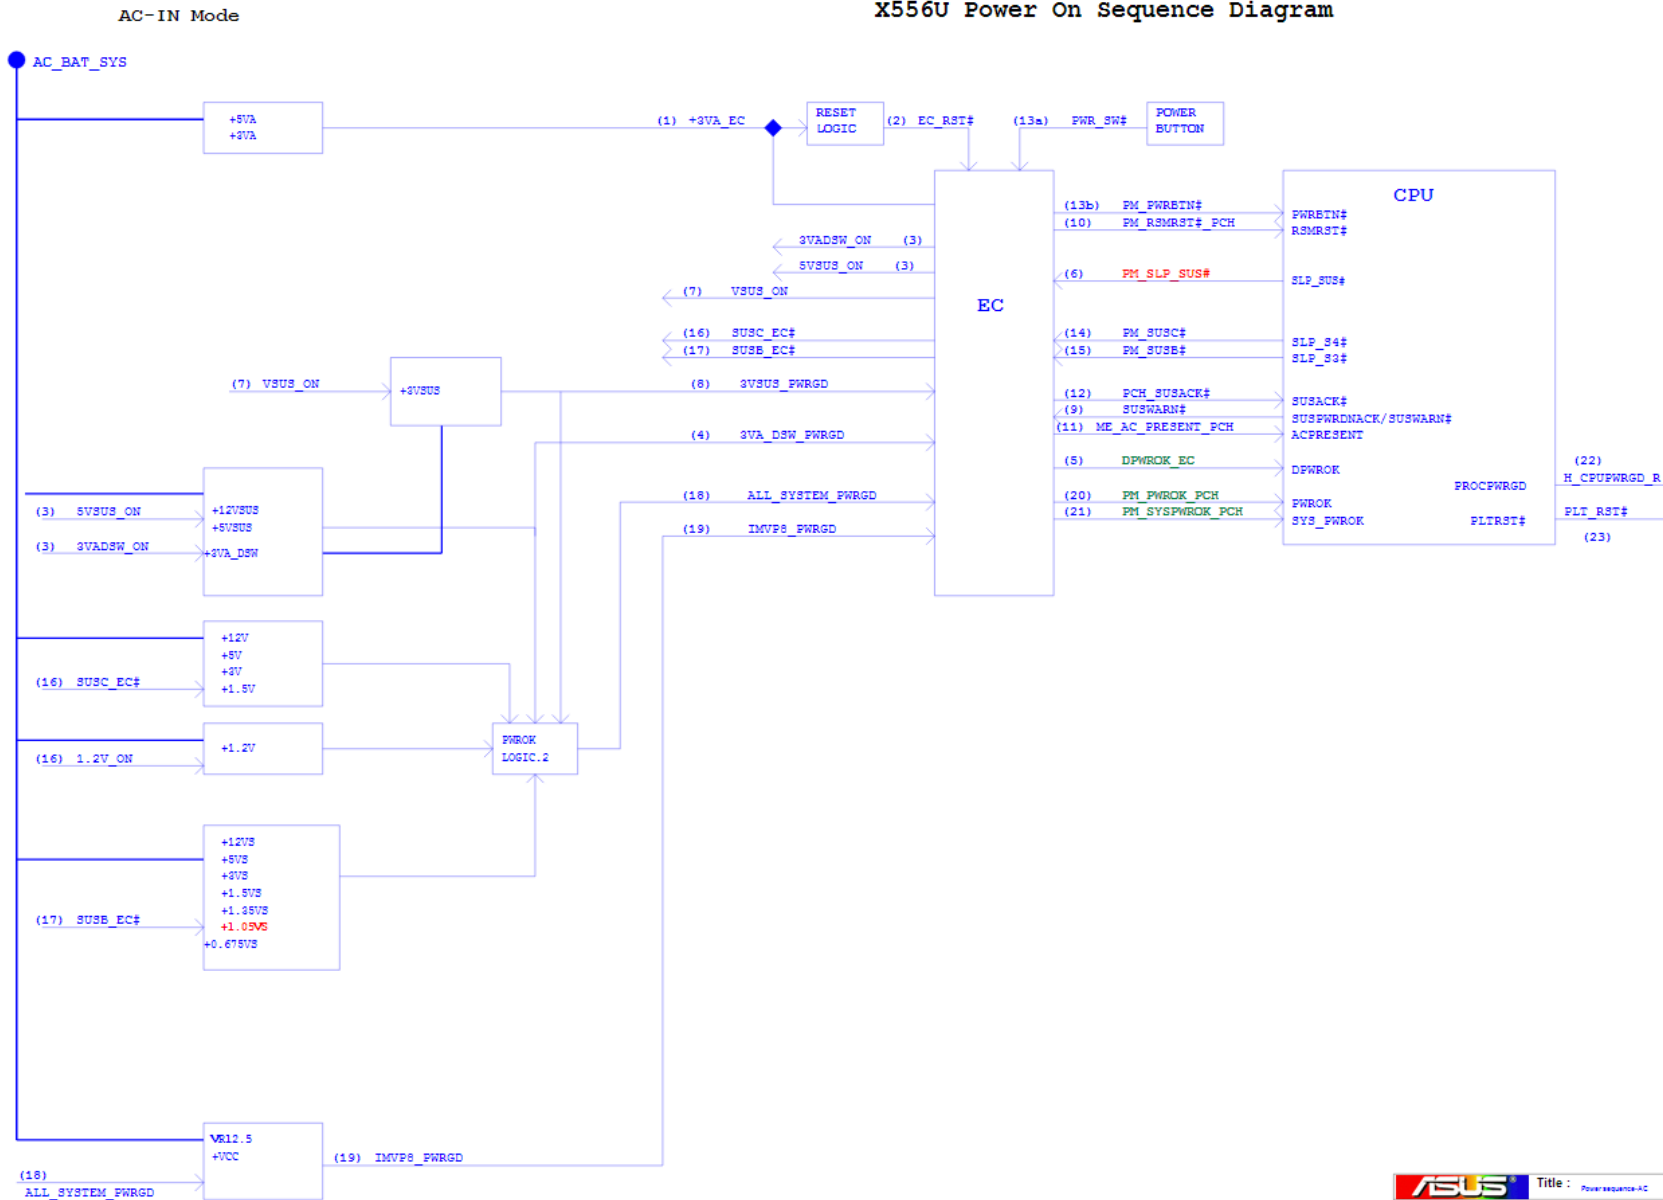 X556U Power On Sequence Diagram
AC-IN Mode
AC_BAT_SYS
+5VA
+3VA
(1) +3VA_EC
RESET
LOGIC
(2) EC_RST#
(13a) PWR_SW#
POWER
BUTTON
EC
CPU
(13b) PM_PWRBTN#
PWRBTN#
(10) PM_RSMRST#_PCH
RSMRST#
3VADSW_ON (3)
5VSUS_ON (3)
(7) VSUS_ON
(6) PM_SLP_SUS#
SLP_SUS#
(16) SUSC_EC#
(17) SUSB_EC#
(14) PM_SUSC#
SLP_S4#
(15) PM_SUSB#
SLP_S3#
(7) VSUS_ON
+3VSUS
(8) 3VSUS_PWRGD
(12) PCH_SUSACK#
SUSACK#
(9) SUSWARN#
SUSPWRDNACK/SUSWARN#
(11) ME_AC_PRESENT_PCH
ACPRESENT
(4) 3VA_DSW_PWRGD
(5) DPWROK_EC
DPWROK
(18) ALL_SYSTEM_PWRGD
(19) IMVP8_PWRGD
(20) PM_PWROK_PCH
PWROK
(21) PM_SYSPWROK_PCH
SYS_PWROK
PROCPWRGD
(22)
H_CPUPWRGD_R
PLTRST#
PLT_RST#
(23)
(3) 5VSUS_ON
(3) 3VADSW_ON
+12VSUS
+5VSUS
+3VA_DSW
+12V
+5V
+3V
+1.5V
(16) SUSC_EC#
+1.2V
(16) 1.2V_ON
PWROK
LOGIC.2
+12VS
+5VS
+3VS
+1.5VS
+1.35VS
+1.05VS
+0.675VS
(17) SUSB_EC#
VR12.5
+VCC
(19) IMVP8_PWRGD
(18)
ALL_SYSTEM_PWRGD
ASUS
Title : Power sequence-AC